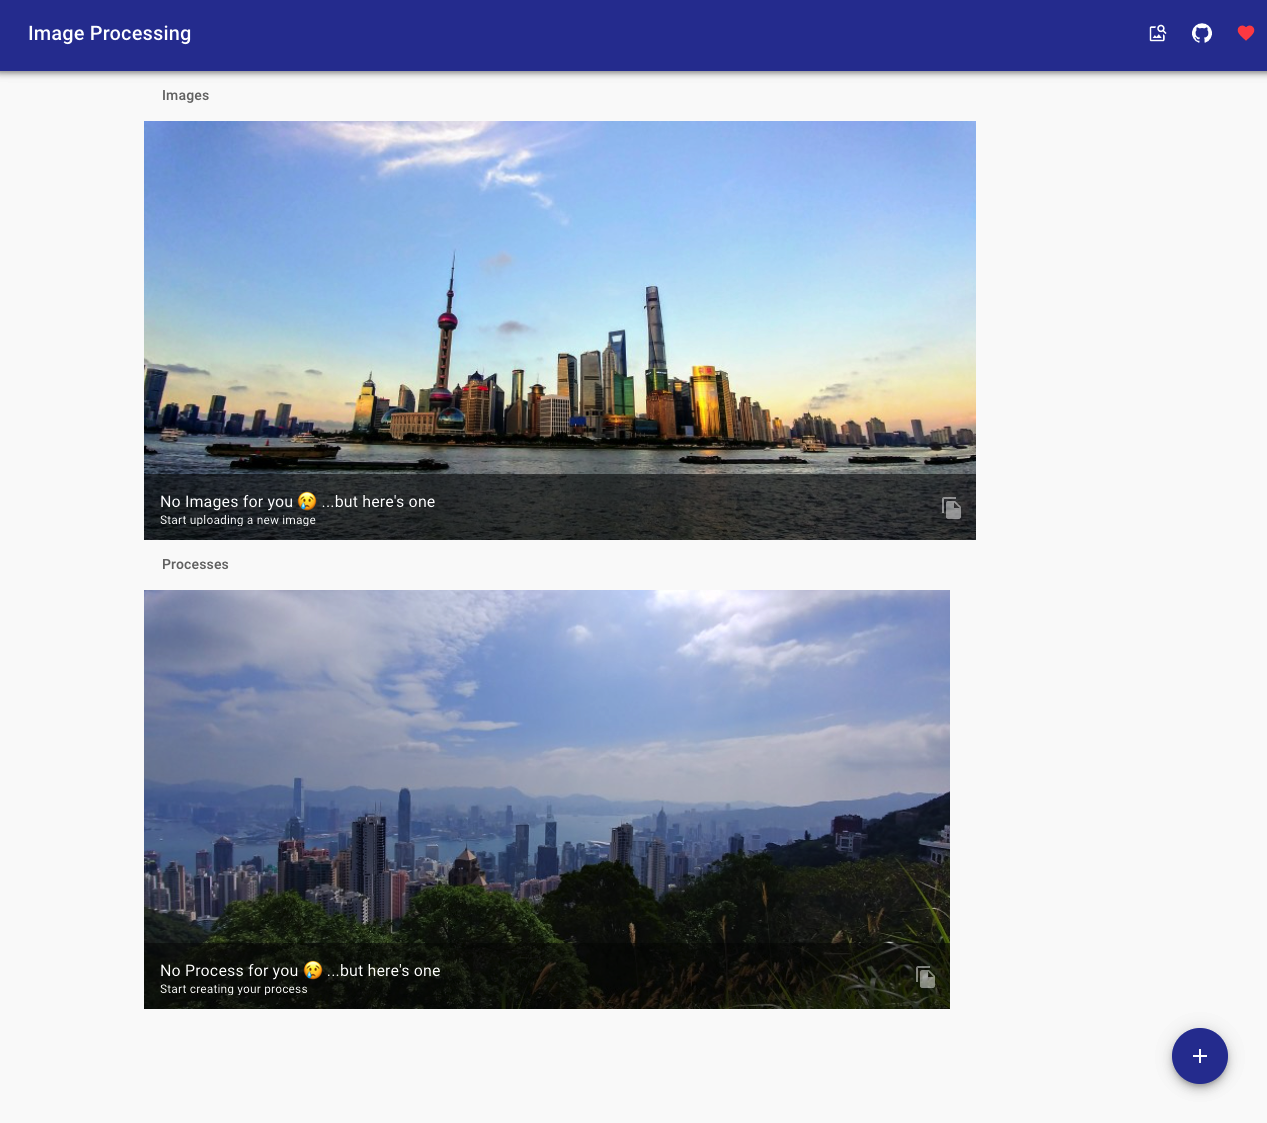 Image Processing
Images
No Images for you 😢 ...but here's one
Start uploading a new image
Processes
No Process for you 😢 ...but here's one
Start creating your process